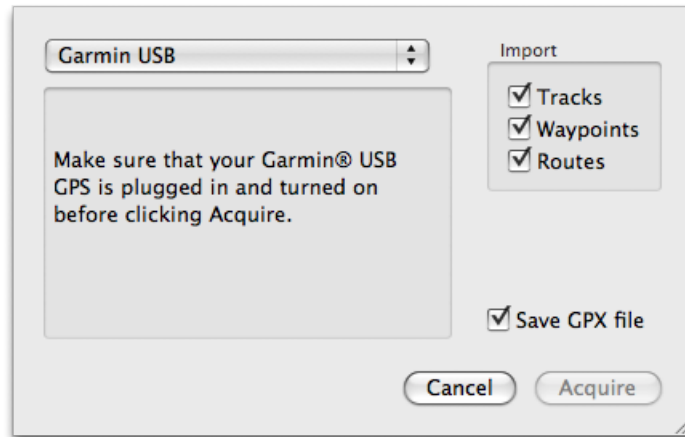 Garmin USB
Make sure that your Garmin® USB
GPS is plugged in and turned on
before clicking Acquire.
Import
Tracks
Waypoints
Routes
Save GPX file
Cancel
Acquire